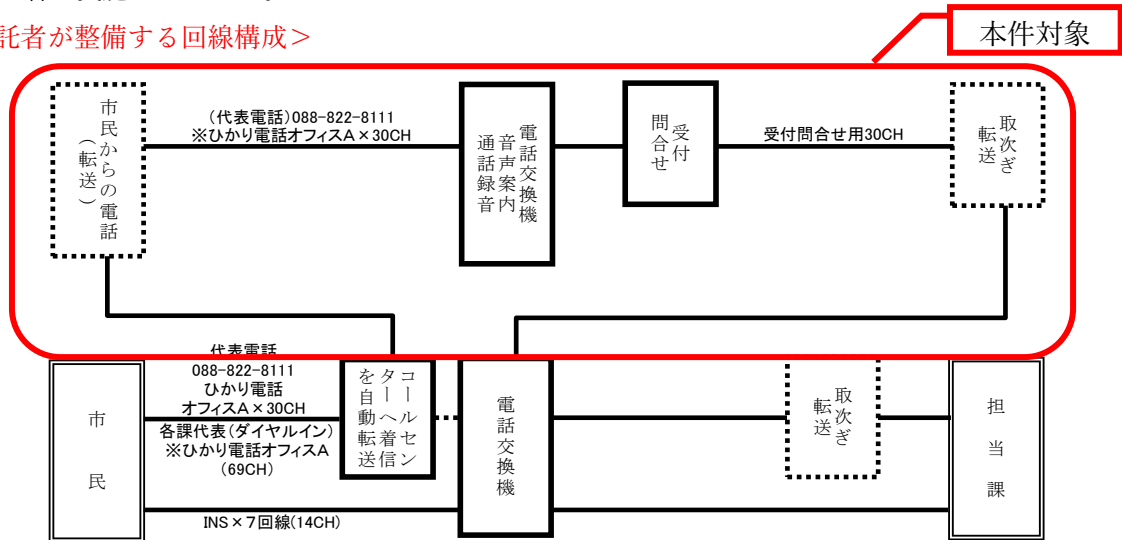 託者が整備する回線構成＞
本件対象
市民からの電話
（転送）
(代表電話)088-822-8111
※ひかり電話オフィスA×30CH
電話交換機
音声案内
通話録音
受付
問合せ
受付問合せ用30CH
取次ぎ
転送
代表電話
088-822-8111
ひかり電話
オフィスA×30CH
各課代表(ダイヤルイン)
※ひかり電話オフィスA
(69CH)
INS×7回線(14CH)
市民
コールセン
ターへ着信
を自動転送
電話交換機
取次ぎ
転送
担当課